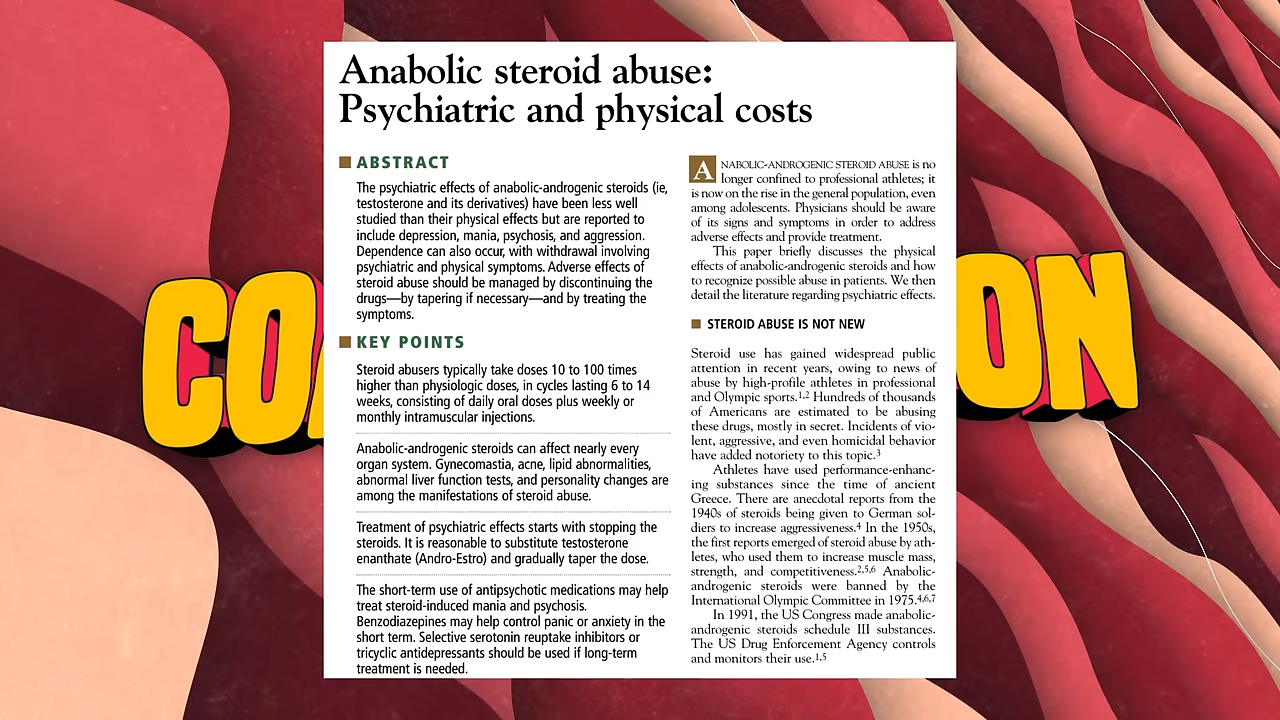 Anabolic steroid abuse:
Psychiatric and physical costs
ABSTRACT
The psychiatric effects of anabolic-androgenic steroids (ie,
testosterone and its derivatives) have been less well
studied than their physical effects but are reported to
include depression, mania, psychosis, and aggression.
Dependence can also occur, with withdrawal involving
psychiatric and physical symptoms. Adverse effects of
steroid abuse should be managed by discontinuing the
drugs—by tapering if necessary—and by treating the
symptoms.
KEY POINTS
Steroid abusers typically take doses 10 to 100 times
higher than physiologic doses, in cycles lasting 6 to 14
weeks, consisting of daily oral doses plus weekly or
monthly intramuscular injections.
Anabolic-androgenic steroids can affect nearly every
organ system. Gynecomastia, acne, lipid abnormalities,
abnormal liver function tests, and personality changes are
among the manifestations of steroid abuse.
Treatment of psychiatric effects starts with stopping the
steroids. It is reasonable to substitute testosterone
enanthate (Andro-Estro) and gradually taper the dose.
The short-term use of antipsychotic medications may help
treat steroid-induced mania and psychosis.
Benzodiazepines may help control panic or anxiety in the
short term. Selective serotonin reuptake inhibitors or
tricyclic antidepressants should be used if long-term
treatment is needed.
ANABOLIC-ANDROGENIC STEROID ABUSE is no
longer confined to professional athletes; it
is now on the rise in the general population, even
among adolescents. Physicians should be aware
of its signs and symptoms in order to address
adverse effects and provide treatment.
This paper briefly discusses the physical
effects of anabolic-androgenic steroids and how
to recognize possible abuse in patients. We then
detail the literature regarding psychiatric effects.
STEROID ABUSE IS NOT NEW
Steroid use has gained widespread public
attention in recent years, owing to news of
abuse by high-profile athletes in professional
and Olympic sports.1,2 Hundreds of thousands
of Americans are estimated to be abusing
these drugs, mostly in secret. Incidents of vio-
lent, aggressive, and even homicidal behavior
have added notoriety to this topic.3
Athletes have used performance-enhanc-
ing substances since the time of ancient
Greece. There are anecdotal reports from the
1940s of steroids being given to German sol-
diers to increase aggressiveness.4 In the 1950s,
the first reports emerged of steroid abuse by ath-
letes, who used them to increase muscle mass,
strength, and competitiveness.2,5,6 Anabolic-
androgenic steroids were banned by the
International Olympic Committee in 1975.4,6,7
In 1991, the US Congress made anabolic-
androgenic steroids schedule III substances.
The US Drug Enforcement Agency controls
and monitors their use.1,5